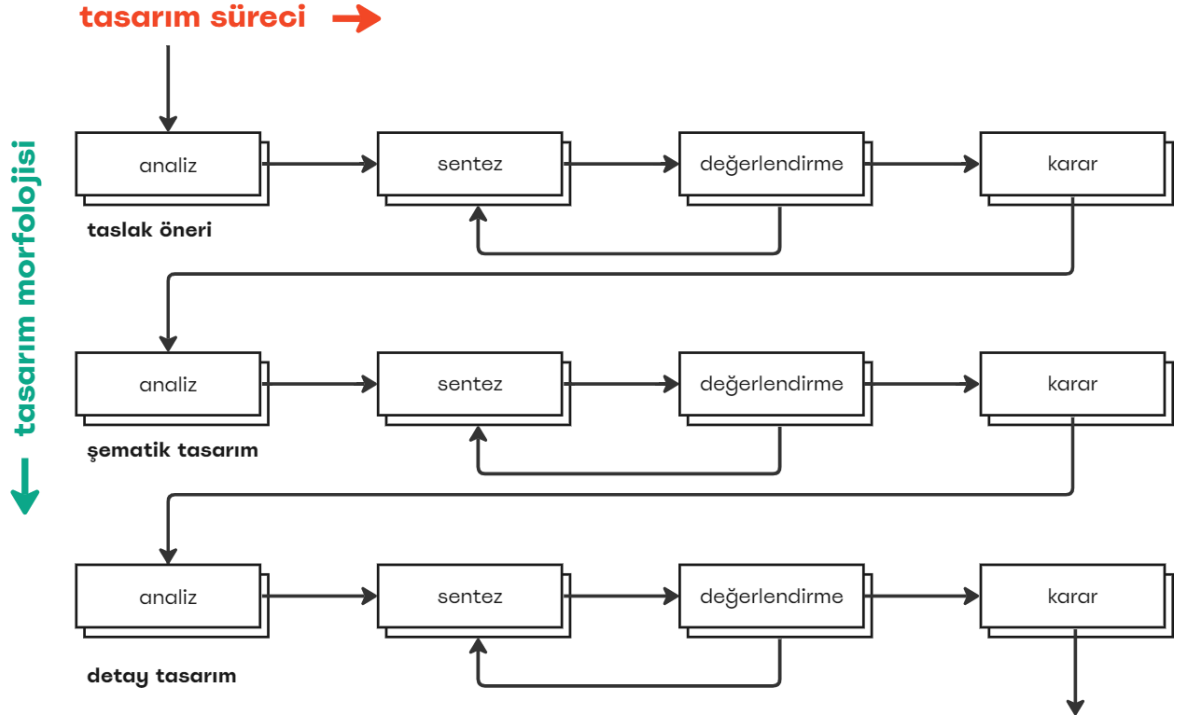 tasarım süreci
tasarım morfolojisi
analiz
sentez
değerlendirme
karar
taslak öneri
analiz
sentez
değerlendirme
karar
şematik tasarım
analiz
sentez
değerlendirme
karar
detay tasarım